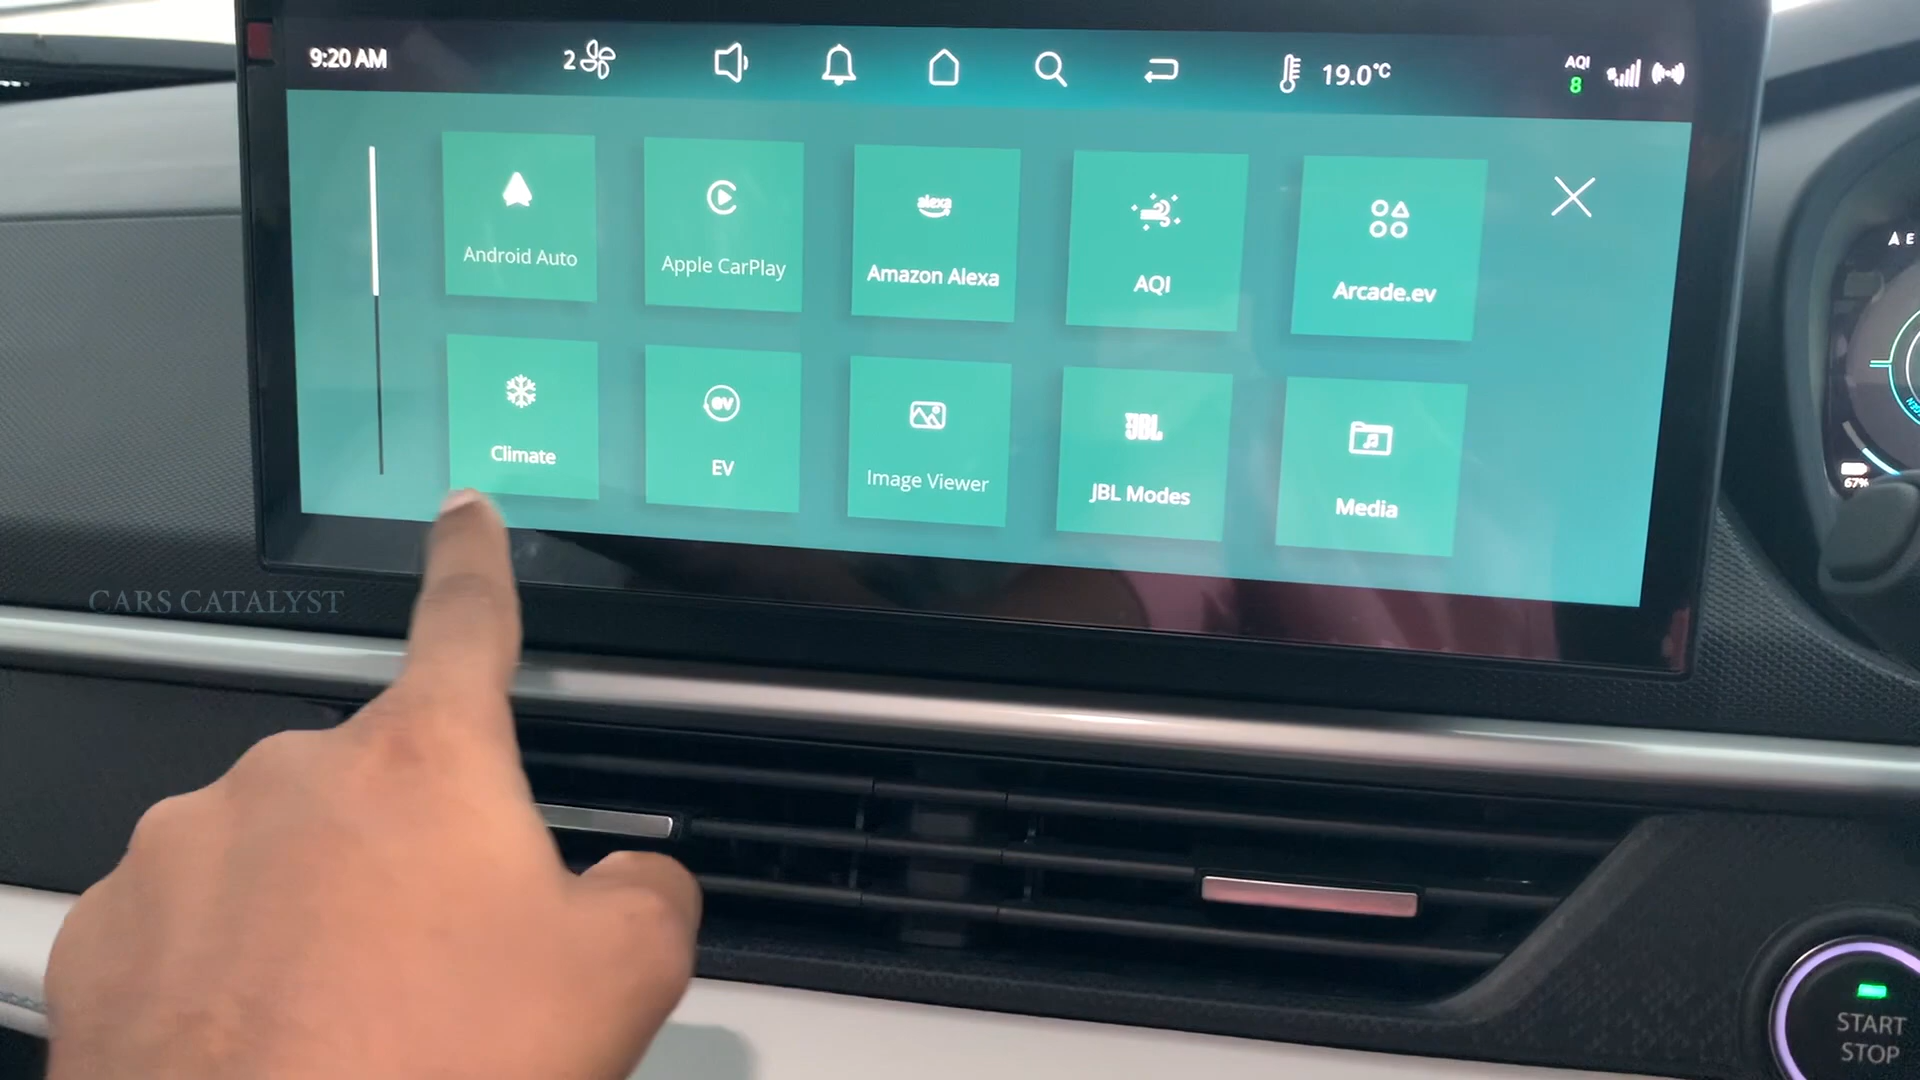 9:20 AM
2
19.0°C
AQI
8
Android Auto
Apple CarPlay
alexa
Amazon Alexa
AQI
Arcade.ev
Climate
ev
EV
Image Viewer
JBL
JBL Modes
Media
67%
CARS CATALYST
START
STOP